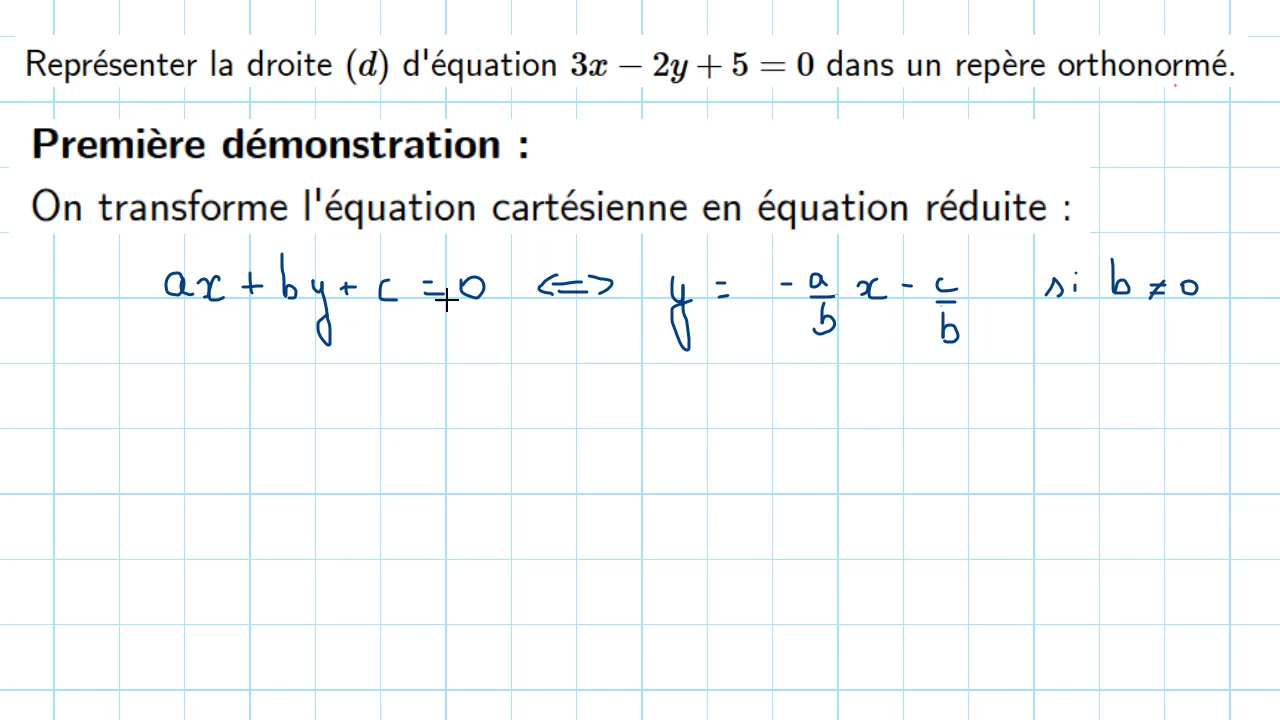 Représenter la droite (d) d'équation 3x − 2y + 5 = 0 dans un repère orthonormé.
Première démonstration :
On transforme l'équation cartésienne en équation réduite :
ax + by + c = 0 <=> y = - a/b x - c/b si b ≠ 0